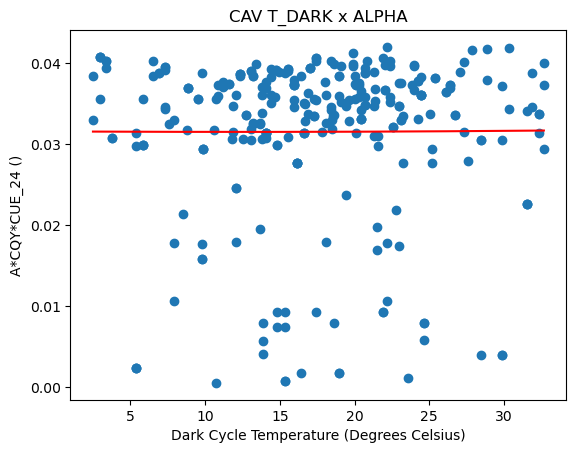 CAV T_DARK x ALPHA
A*CQY*CUE_24 ()
0.04
0.03
0.02
0.01
0.00
5 10 15 20 25 30
Dark Cycle Temperature (Degrees Celsius)